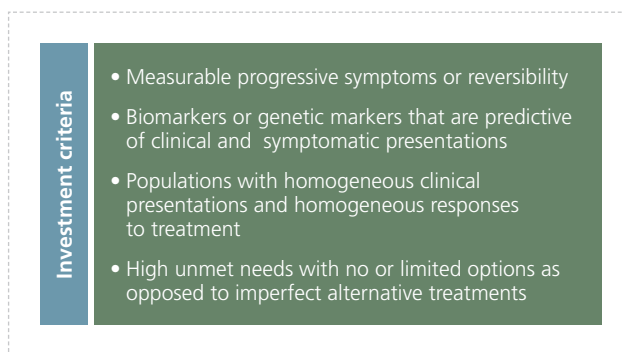 Investment criteria
• Measurable progressive symptoms or reversibility
• Biomarkers or genetic markers that are predictive
of clinical and symptomatic presentations
• Populations with homogeneous clinical
presentations and homogeneous responses
to treatment
• High unmet needs with no or limited options as
opposed to imperfect alternative treatments